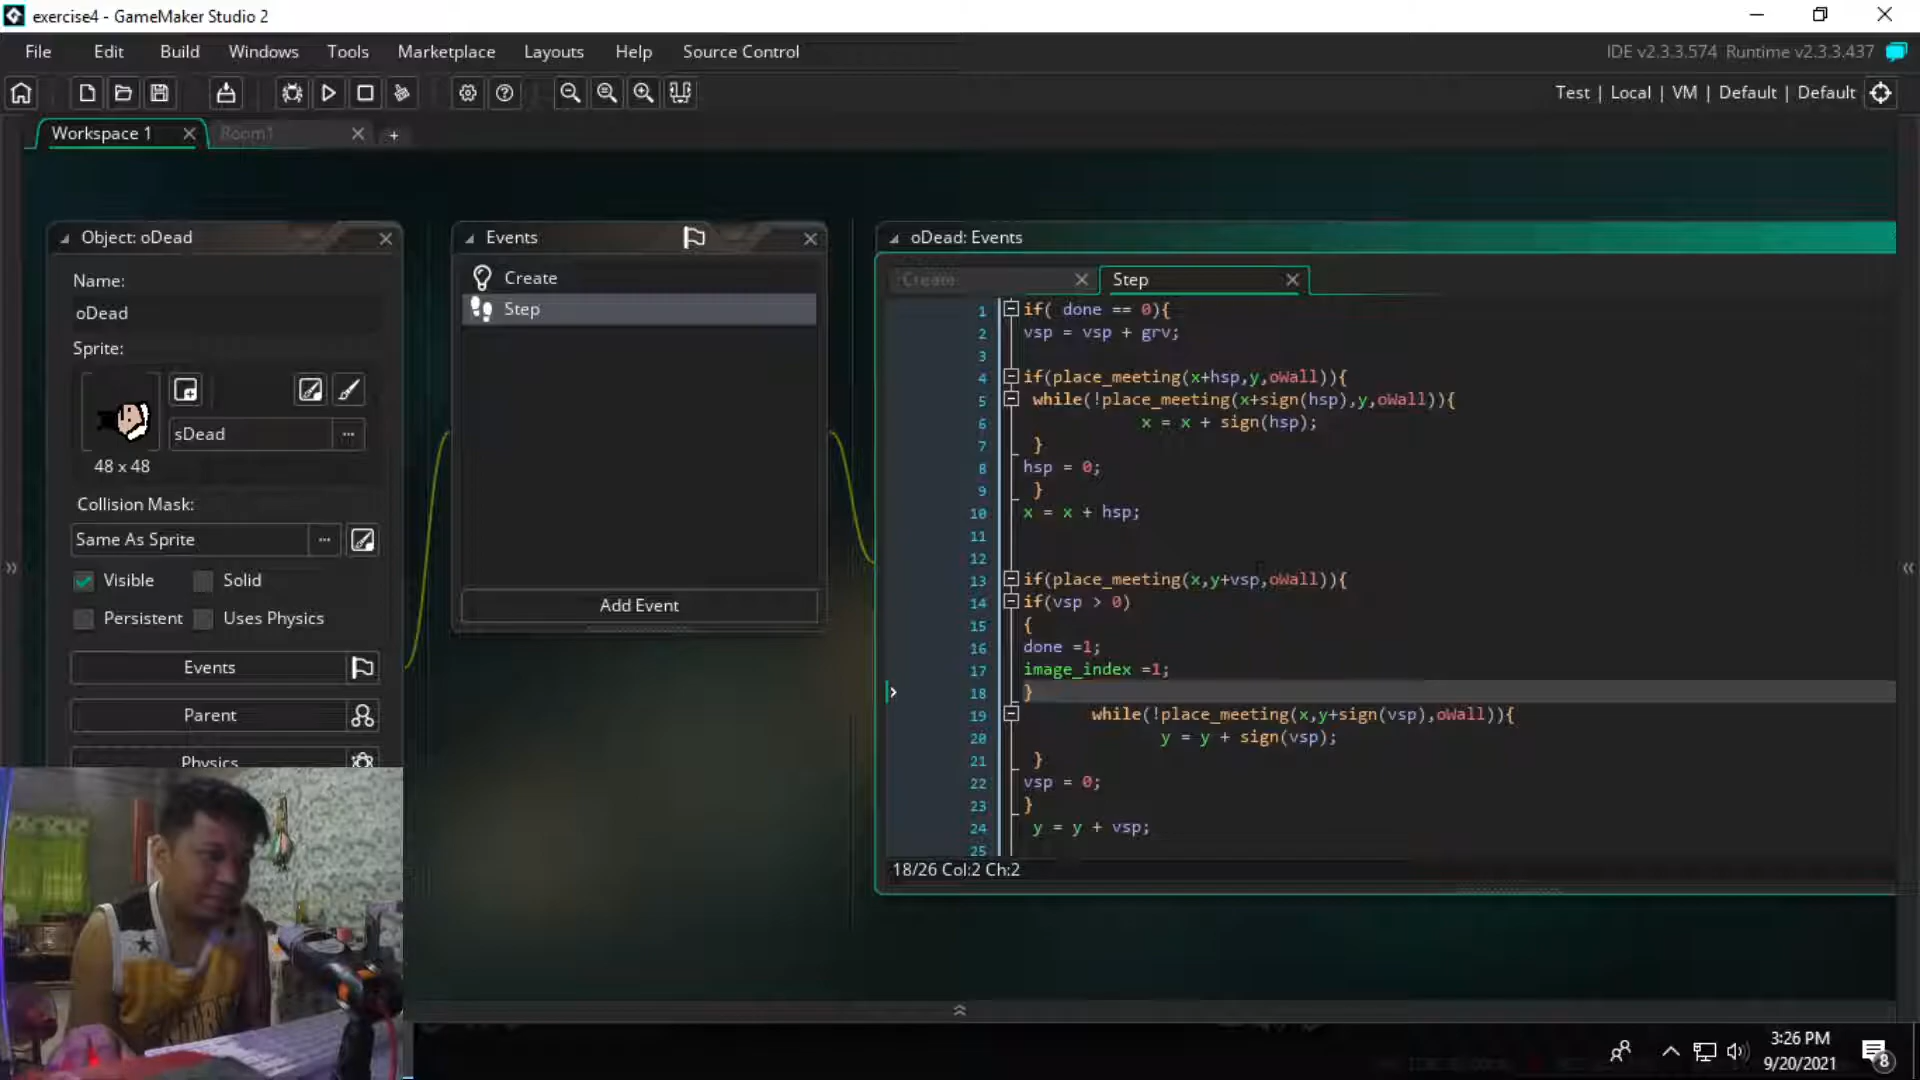 exercise4 - GameMaker Studio 2
File Edit Build Windows Tools Marketplace Layouts Help Source Control
IDE v2.3.3.574 Runtime v2.3.3.437
Test | Local | VM | Default | Default
Workspace 1
Room1
Object: oDead
Name:
oDead
Sprite:
sDead
48 x 48
Collision Mask:
Same As Sprite
Visible Solid
Persistent Uses Physics
Events
Parent
Physics
Events
Create
Step
Add Event
oDead: Events
Create
Step
1 if( done == 0){
2 vsp = vsp + grv;
3
4 if(place_meeting(x+hsp,y,oWall)){
5 while(!place_meeting(x+sign(hsp),y,oWall)){
6 x = x + sign(hsp);
7 }
8 hsp = 0;
9 }
10 x = x + hsp;
11
12
13 if(place_meeting(x,y+vsp,oWall)){
14 if(vsp > 0)
15 {
16 done =1;
17 image_index =1;
18 }
19 while(!place_meeting(x,y+sign(vsp),oWall)){
20 y = y + sign(vsp);
21 }
22 vsp = 0;
23 }
24 y = y + vsp;
25
18/26 Col:2 Ch:2
3:26 PM
9/20/2021
8